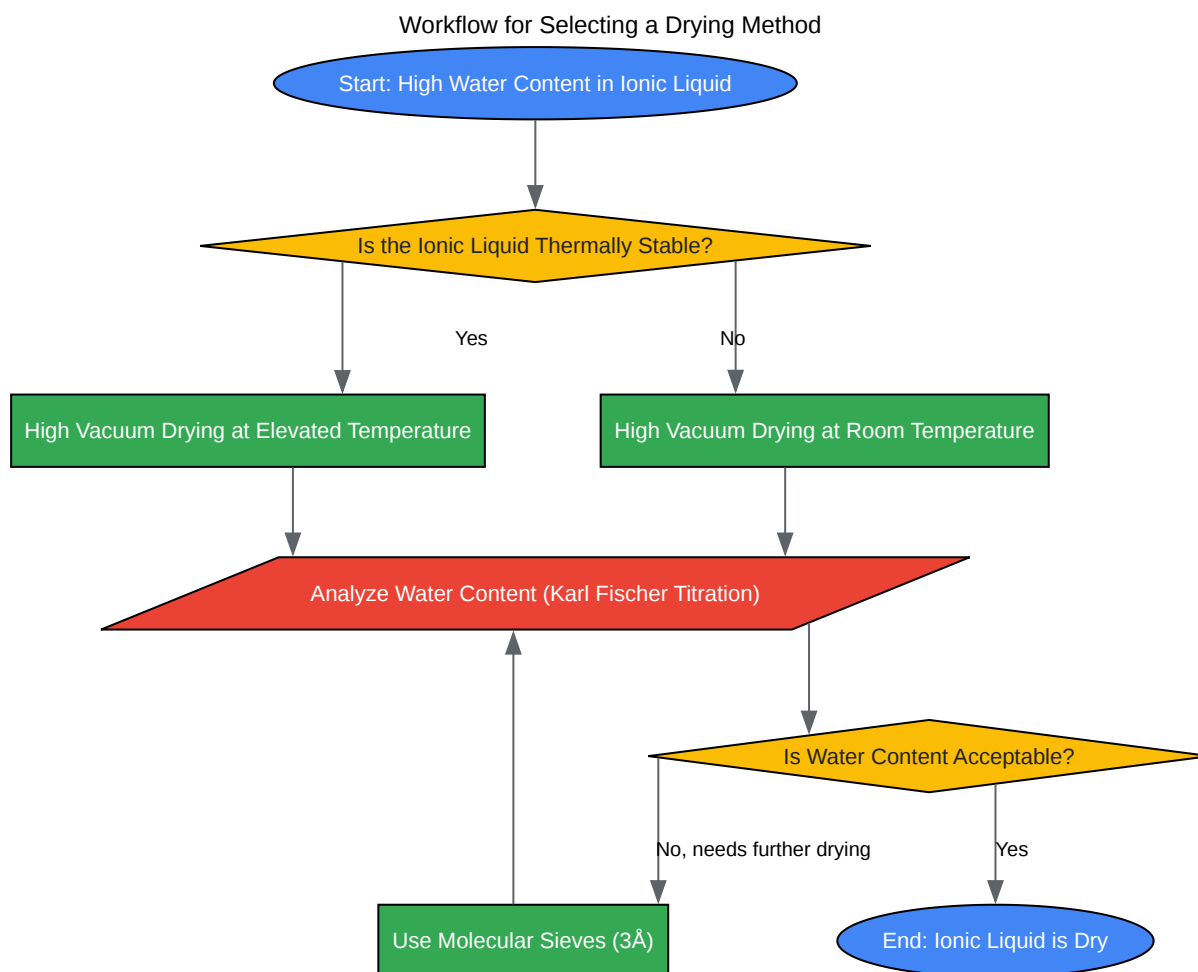 Workflow for Selecting a Drying Method
Start: High Water Content in Ionic Liquid
Is the Ionic Liquid Thermally Stable?
Yes
No
High Vacuum Drying at Elevated Temperature
High Vacuum Drying at Room Temperature
Analyze Water Content (Karl Fischer Titration)
Is Water Content Acceptable?
No, needs further drying
Yes
Use Molecular Sieves (3Å)
End: Ionic Liquid is Dry